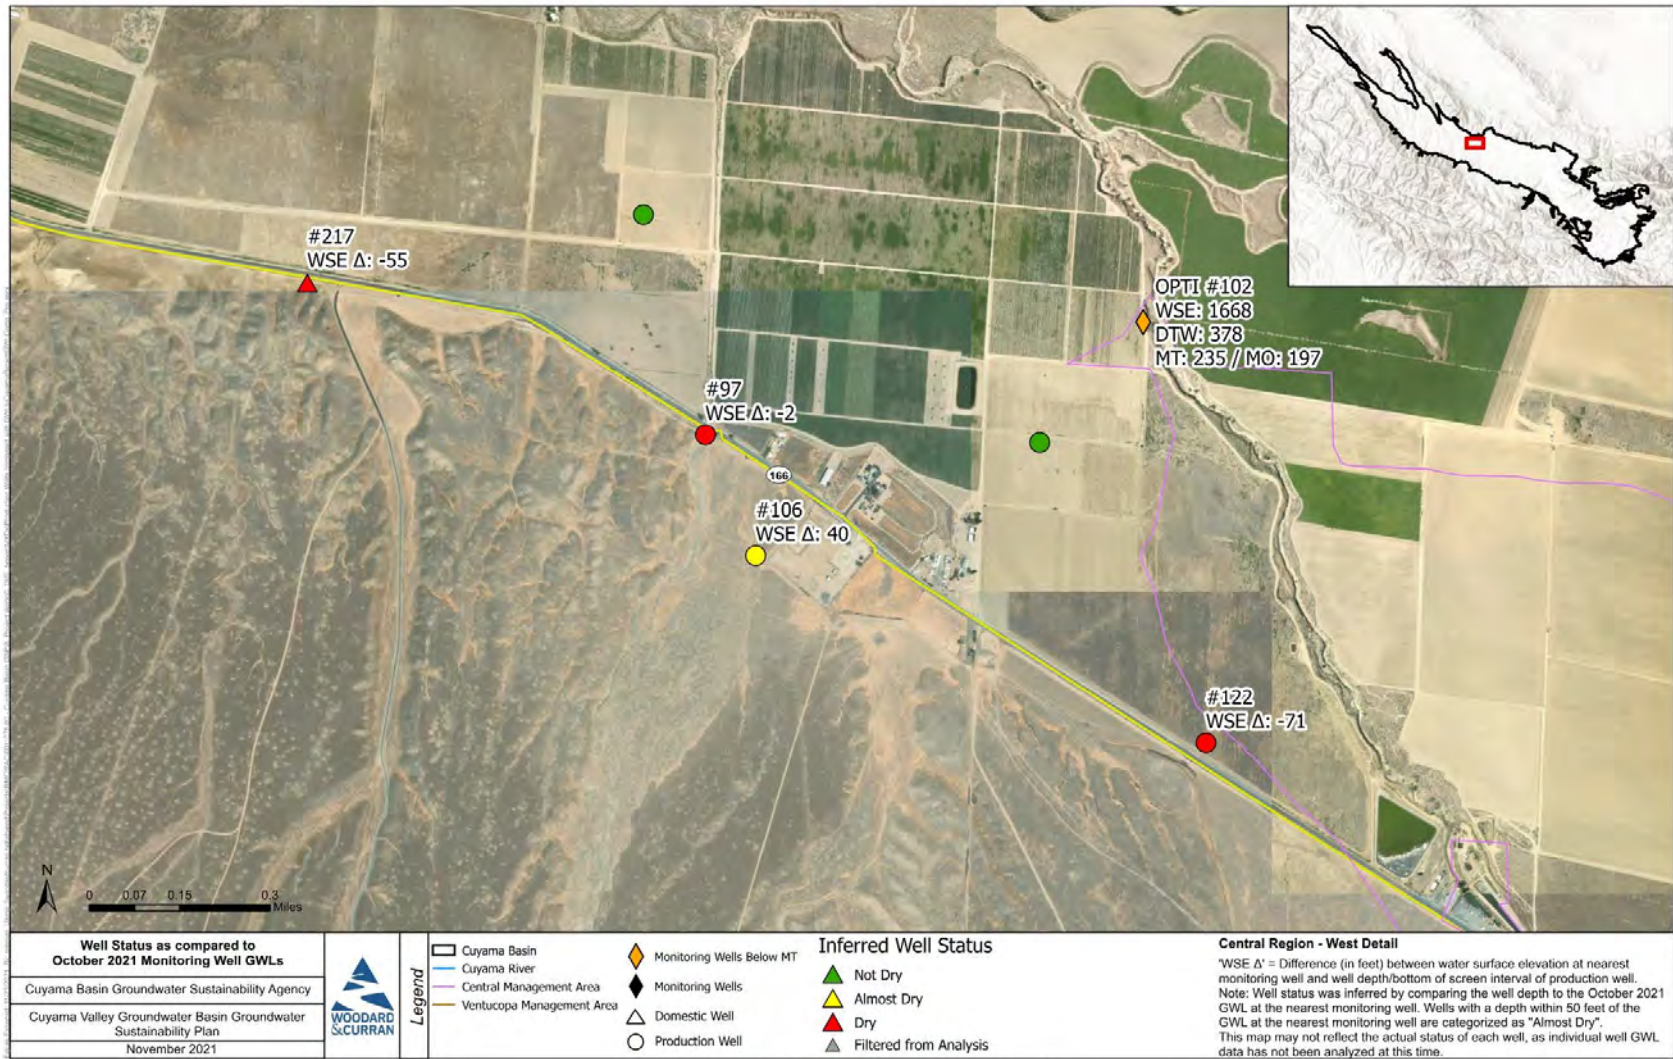 #217
WSE Δ: -55
OPTI #102
WSE: 1668
DTW: 378
MT: 235 / MO: 197
#97
WSE Δ: -2
166
#106
WSE Δ: 40
#122
WSE Δ: -71
N
0 0.07 0.15 0.3
Miles
Well Status as compared to
October 2021 Monitoring Well GWLs
Cuyama Basin Groundwater Sustainability Agency
Cuyama Valley Groundwater Basin Groundwater
Sustainability Plan
November 2021
WOODARD
&CURRAN
Legend
Cuyama Basin
Cuyama River
Central Management Area
Ventucopa Management Area
Monitoring Wells Below MT
Monitoring Wells
Domestic Well
Production Well
Inferred Well Status
Not Dry
Almost Dry
Dry
Filtered from Analysis
Central Region - West Detail
'WSE Δ' = Difference (in feet) between water surface elevation at nearest
monitoring well and well depth/bottom of screen interval of production well.
Note: Well status was inferred by comparing the well depth to the October 2021
GWL at the nearest monitoring well. Wells with a depth within 50 feet of the
GWL at the nearest monitoring well are categorized as "Almost Dry".
This map may not reflect the actual status of each well, as individual well GWL
data has not been analyzed at this time.